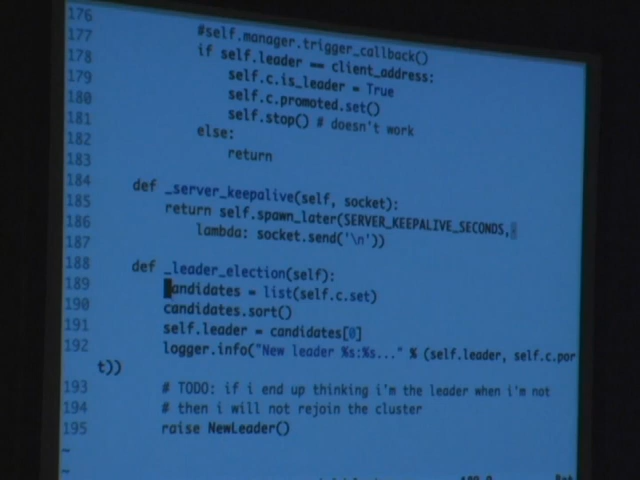 176
177 #self.manager.trigger_callback()
178 if self.leader == client_address:
179 self.c.is_leader = True
180 self.c.promoted.set()
181 self.stop() # doesn't work
182 else:
183 return
184
185 def _server_keepalive(self, socket):
186 return self.spawn_later(SERVER_KEEPALIVE_SECONDS,
187 lambda: socket.send('\n'))
188
189 def _leader_election(self):
190 candidates = list(self.c.set)
191 candidates.sort()
192 self.leader = candidates[0]
logger.info("New leader %s:%s..." % (self.leader, self.c.por
t))
193 # TODO: if i end up thinking i'm the leader when i'm not
194 # then i will not rejoin the cluster
195 raise NewLeader()
~
~